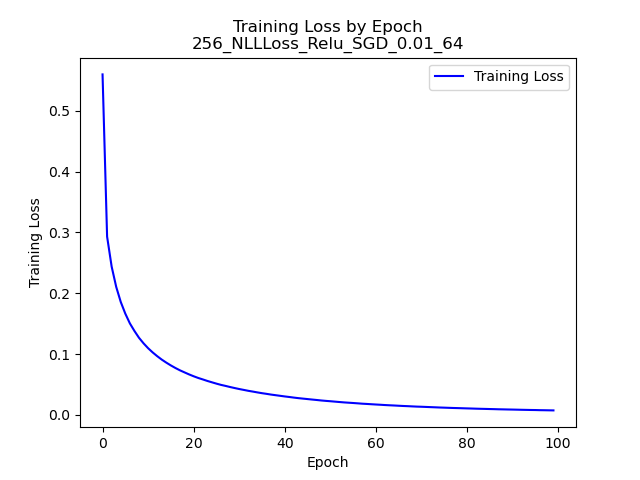 Training Loss by Epoch
256_NLLLoss_Relu_SGD_0.01_64
Training Loss
0.5
0.4
0.3
0.2
0.1
0.0
Training Loss
0 20 40 60 80 100
Epoch